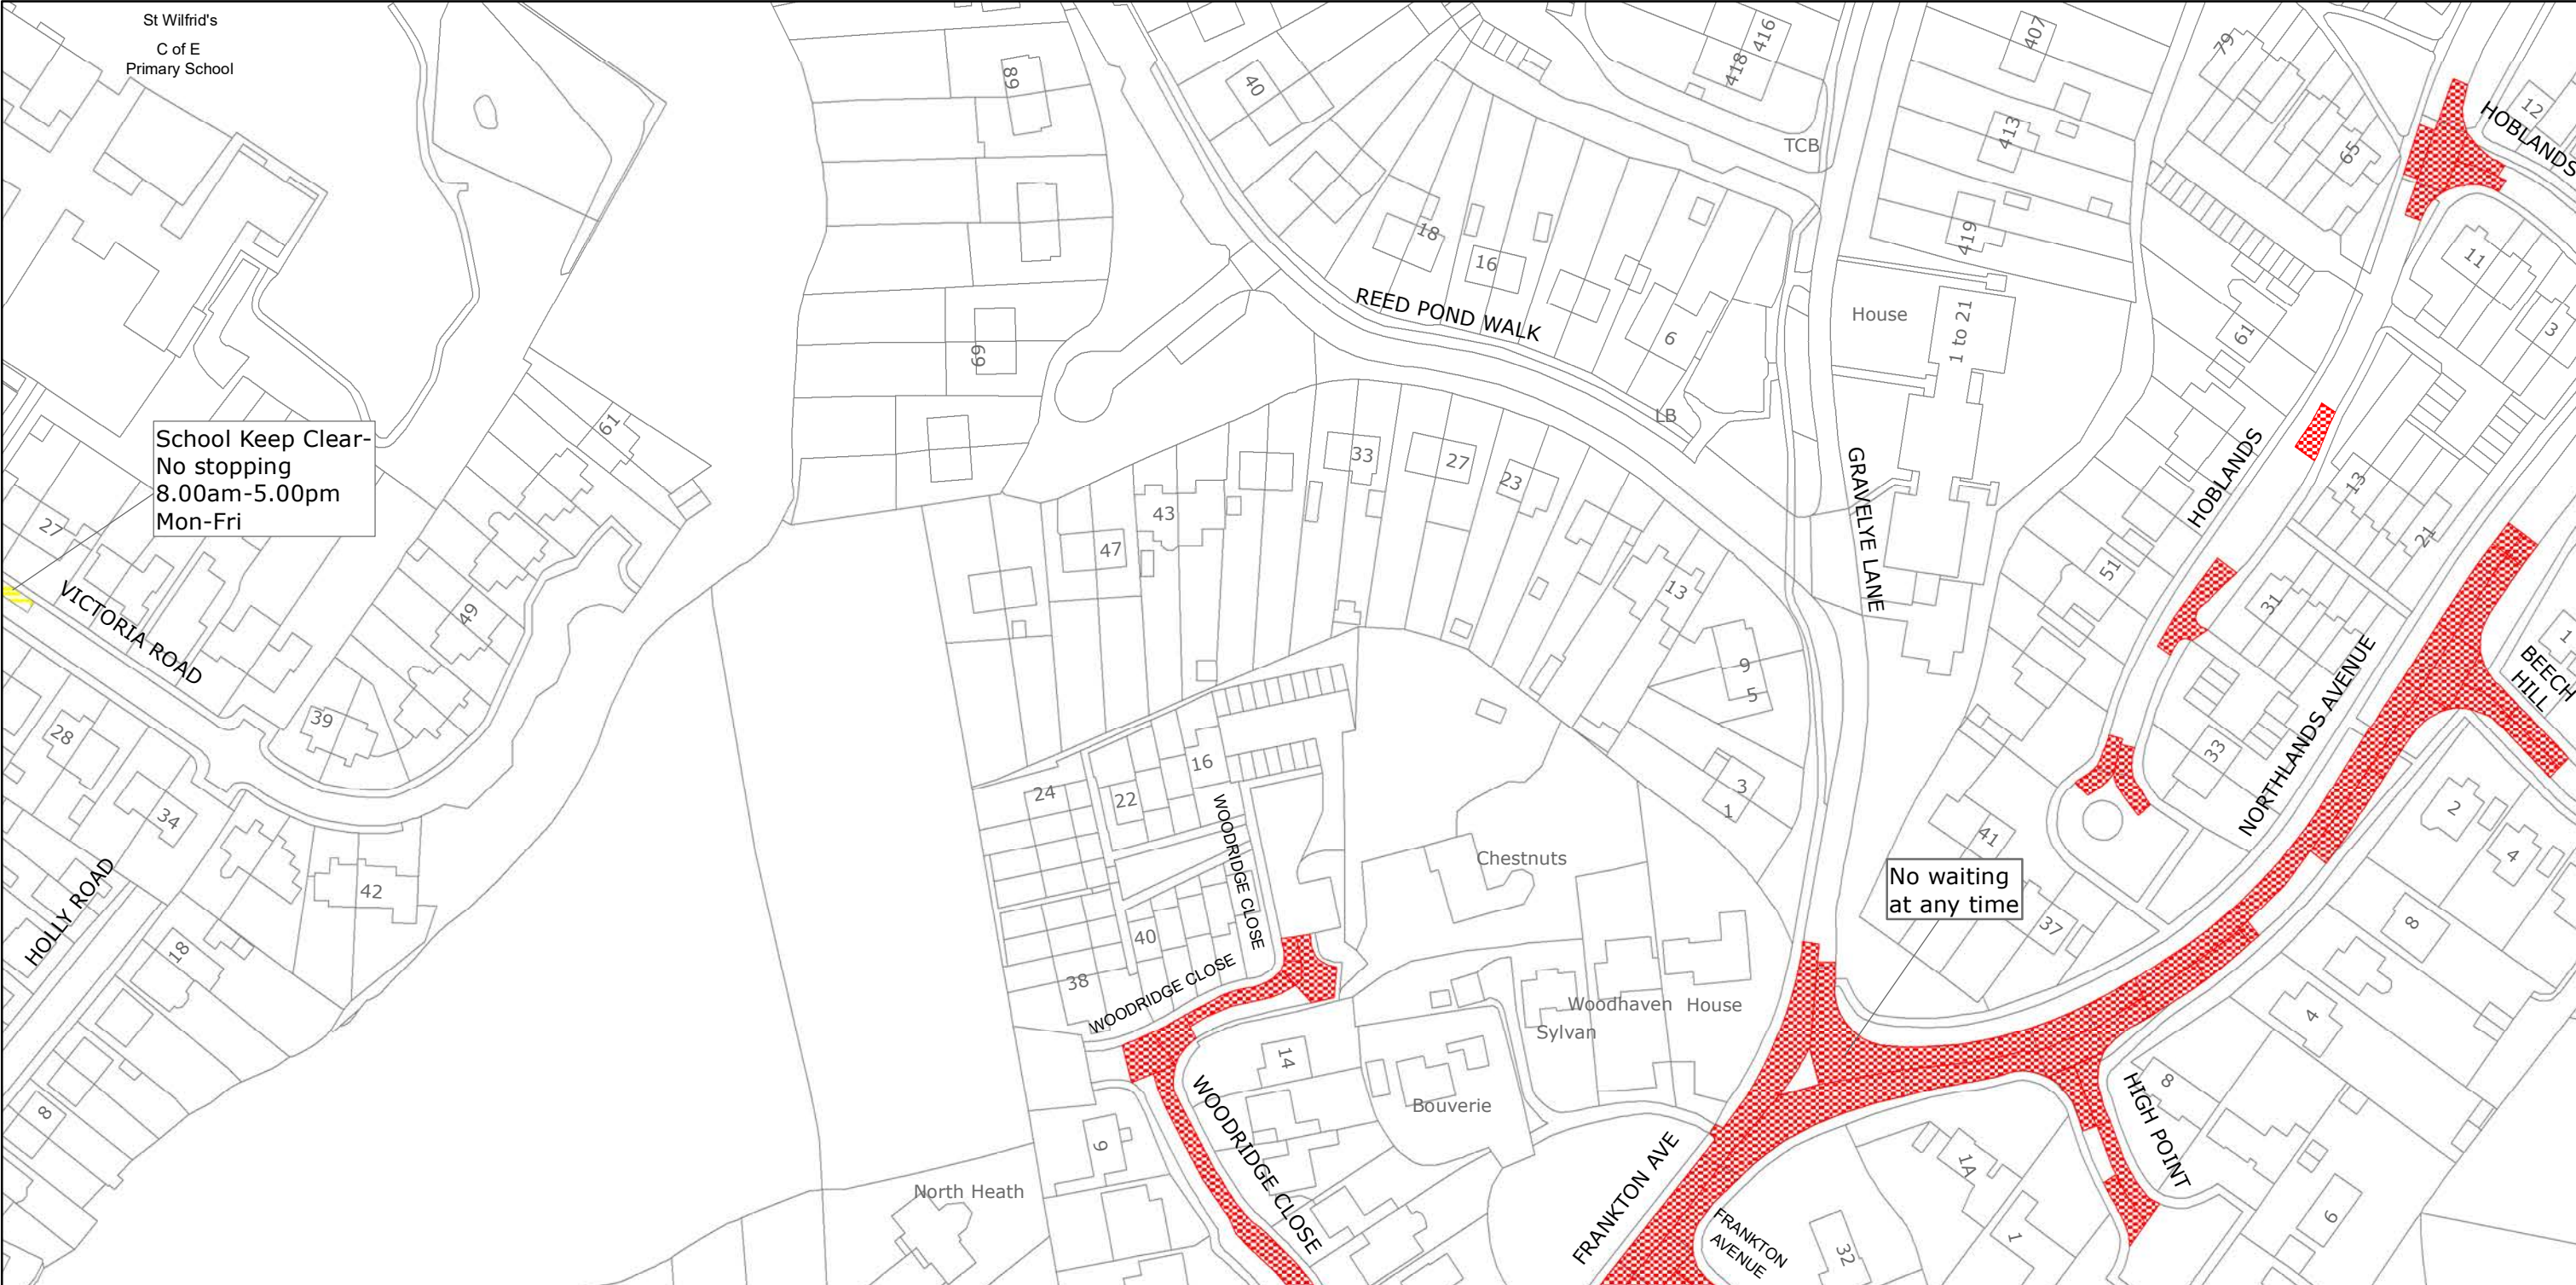 St Wilfrid's
C of E
Primary School
School Keep Clear-
No stopping
8.00am-5.00pm
Mon-Fri
27
VICTORIA ROAD
61
49
39
28
34
42
HOLLY ROAD
18
8
89
69
40
18
16
REED POND WALK
6
LB
TCB
416
418
407
413
419
House
1 to 21
GRAVELYE LANE
79
65
12
HOBLANDS
11
3
61
HOBLANDS
13
21
51
31
33
NORTHLANDS AVENUE
1
BEECH
HILL
2
4
8
4
41
37
No waiting
at any time
33
27
23
43
47
13
9
5
3
1
16
24
22
WOODRIDGE CLOSE
40
38
WOODRIDGE CLOSE
Chestnuts
Woodhaven
House
Sylvan
14
Bouverie
WOODRIDGE CLOSE
9
North Heath
FRANKTON AVE
FRANKTON
AVENUE
32
1A
1
8
HIGH POINT
6